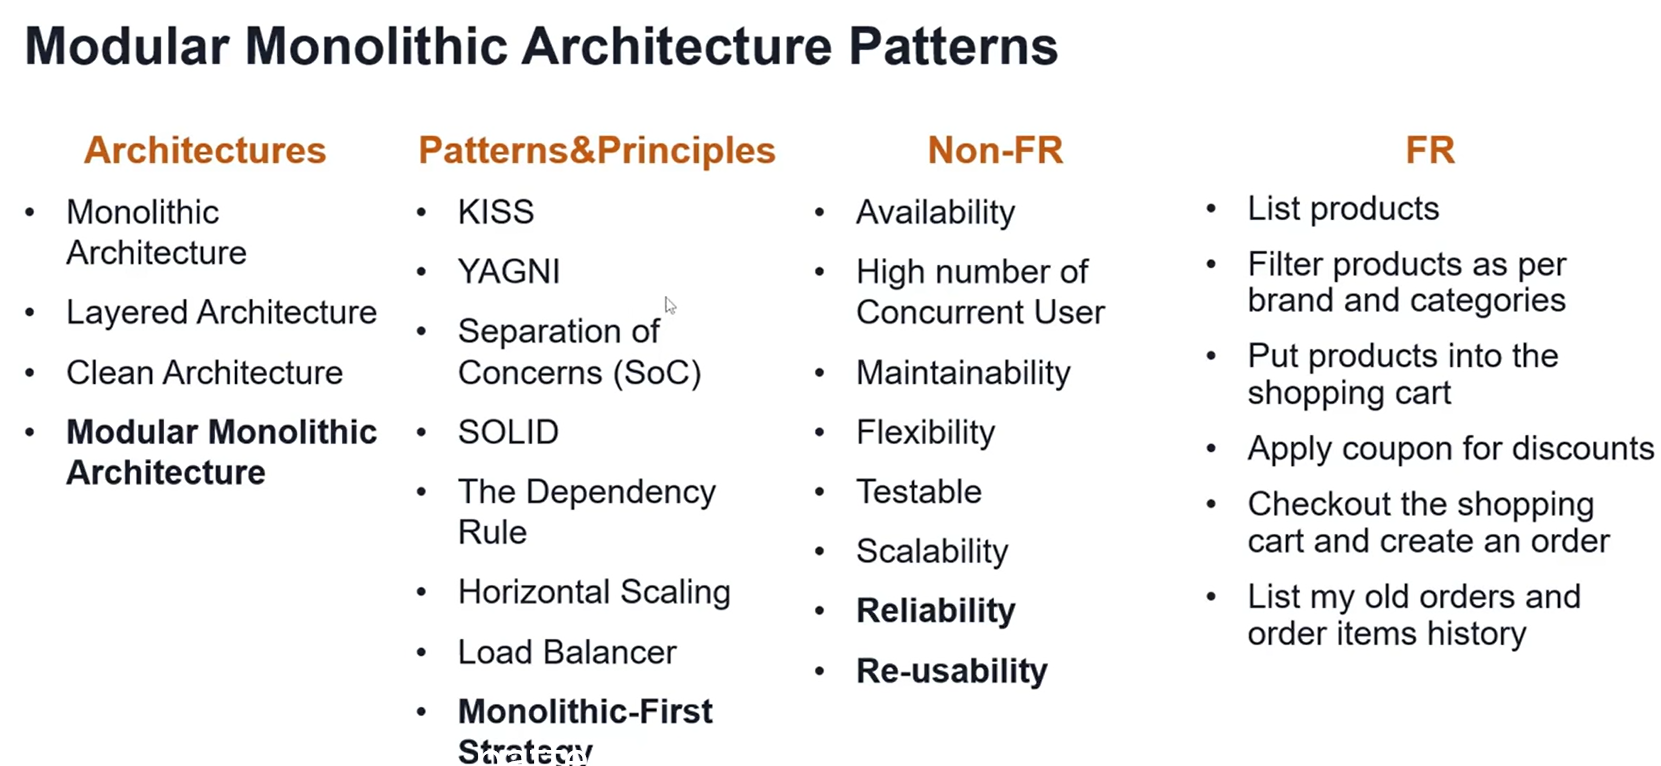 Modular Monolithic Architecture Patterns
Architectures
• Monolithic
Architecture
• Layered Architecture
• Clean Architecture
• Modular Monolithic
Architecture
Patterns&Principles
• KISS
• YAGNI
• Separation of
Concerns (SoC)
• SOLID
• The Dependency
Rule
• Horizontal Scaling
• Load Balancer
• Monolithic-First
Strategy
Non-FR
• Availability
• High number of
Concurrent User
• Maintainability
• Flexibility
• Testable
• Scalability
• Reliability
• Re-usability
FR
• List products
• Filter products as per
brand and categories
• Put products into the
shopping cart
• Apply coupon for discounts
• Checkout the shopping
cart and create an order
• List my old orders and
order items history